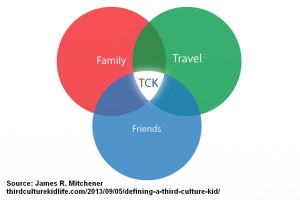 Family
Travel
TCK
Friends
Source: James R. Mitchener
thirdculturekidlife.com/2013/09/05/defining-a-third-culture-kid/